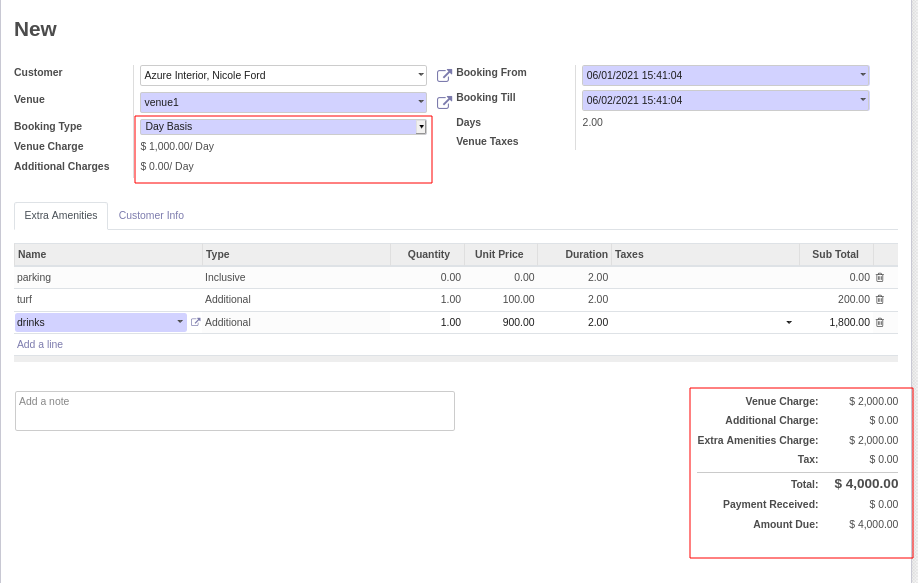 New
Customer Azure Interior, Nicole Ford Booking From 06/01/2021 15:41:04
Venue venue1 Booking Till 06/02/2021 15:41:04
Booking Type Day Basis Days 2.00
Venue Charge $ 1,000.00/ Day Venue Taxes
Additional Charges $ 0.00/ Day
Extra Amenities Customer Info
Name Type Quantity Unit Price Duration Taxes Sub Total
parking Inclusive 0.00 0.00 2.00 0.00
turf Additional 1.00 100.00 2.00 200.00
drinks Additional 1.00 900.00 2.00 1,800.00
Add a line
Add a note
Venue Charge: $ 2,000.00
Additional Charge: $ 0.00
Extra Amenities Charge: $ 2,000.00
Tax: $ 0.00
Total: $ 4,000.00
Payment Received: $ 0.00
Amount Due: $ 4,000.00